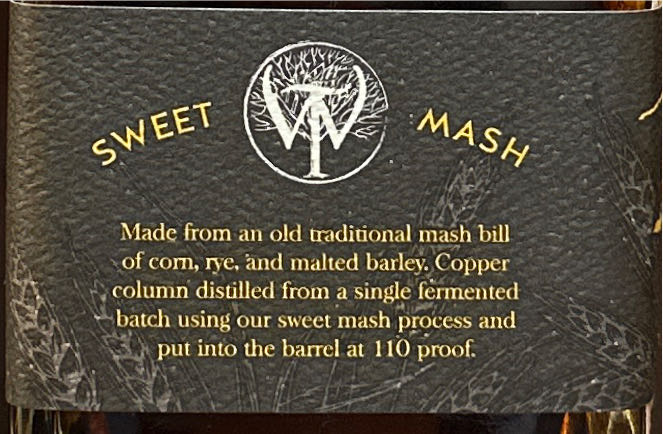 SWEET MASH
Made from an old traditional mash bill
of corn, rye, and malted barley. Copper
column distilled from a single fermented
batch using our sweet mash process and
put into the barrel at 110 proof.